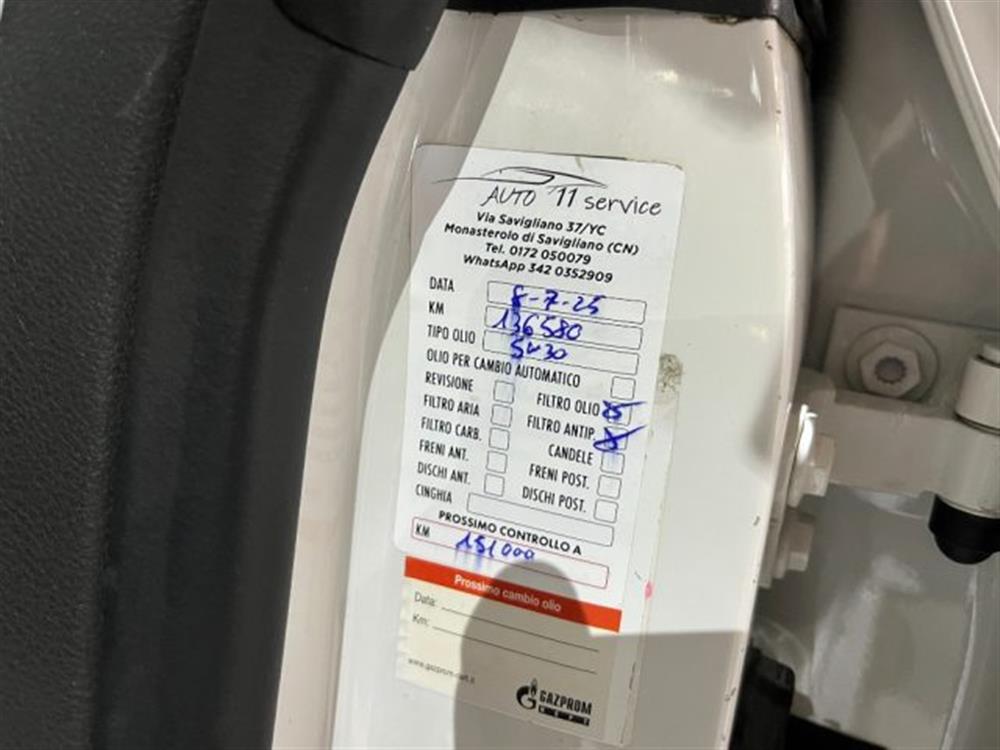 AUTO '11 service
Via Savigliano 37/YC
Monasterolo di Savigliano (CN)
Tel. 0172 050079
WhatsApp 342 0352909
DATA 8-7-25
KM 136580
TIPO OLIO 5W30
OLIO PER CAMBIO AUTOMATICO
REVISIONE FILTRO OLIO
FILTRO ARIA FILTRO ANTIP.
FILTRO CARB. CANDELE
FRENI ANT. FRENI POST.
DISCHI ANT. DISCHI POST.
CINGHIA
PROSSIMO CONTROLLO A
KM 151000
Prossimo cambio olio
Data:
Km:
GAZPROM
NEFT